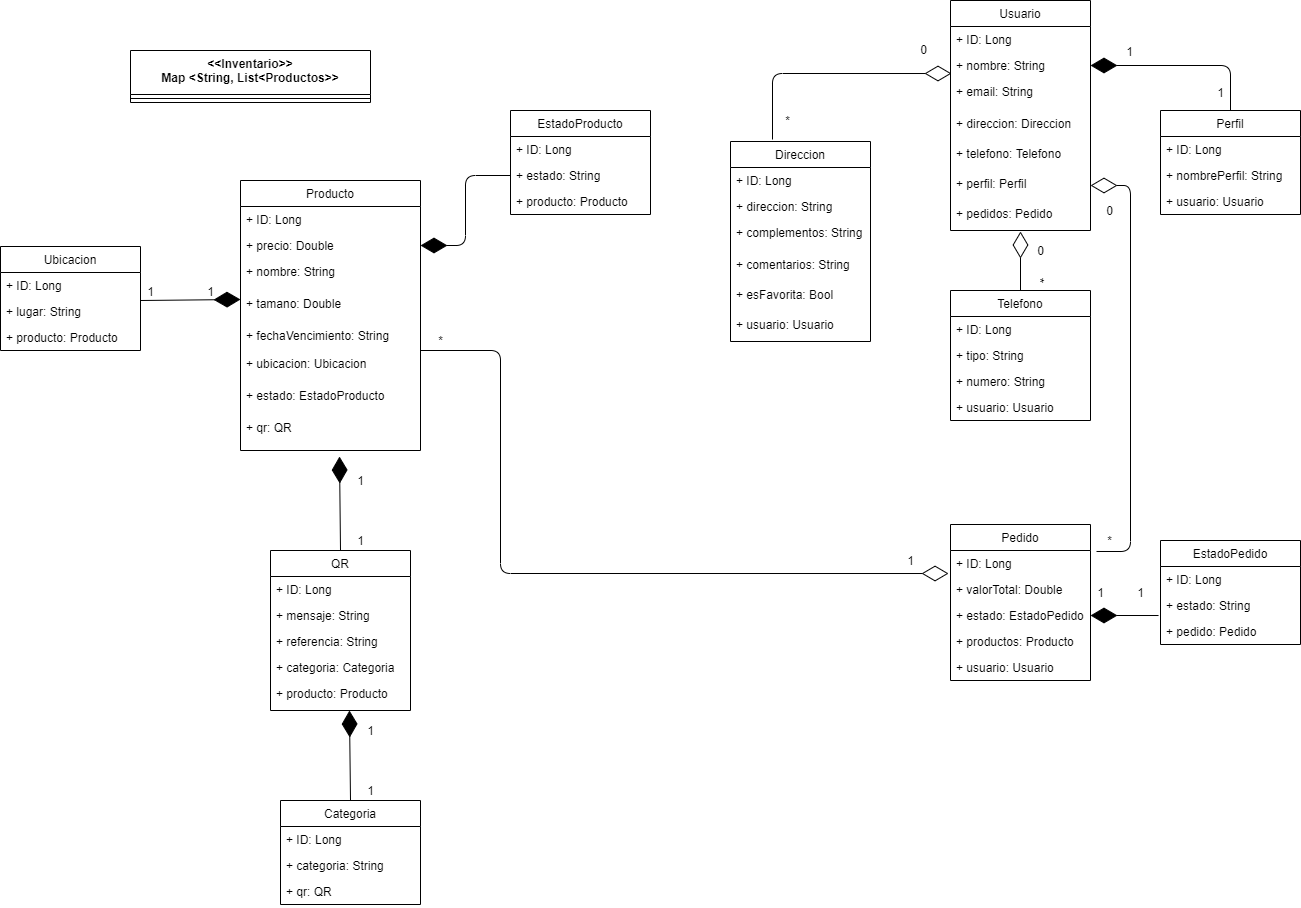 <<Inventario>>
Map <String, List<Productos>>
EstadoProducto
+ ID: Long
+ estado: String
+ producto: Producto
Producto
+ ID: Long
+ precio: Double
+ nombre: String
+ tamano: Double
+ fechaVencimiento: String
+ ubicacion: Ubicacion
+ estado: EstadoProducto
+ qr: QR
Ubicacion
+ ID: Long
+ lugar: String
+ producto: Producto
1
1
*
1
1
QR
+ ID: Long
+ mensaje: String
+ referencia: String
+ categoria: Categoria
+ producto: Producto
1
1
Categoria
+ ID: Long
+ categoria: String
+ qr: QR
Usuario
+ ID: Long
+ nombre: String
+ email: String
+ direccion: Direccion
+ telefono: Telefono
+ perfil: Perfil
+ pedidos: Pedido
0
*
1
1
Direccion
+ ID: Long
+ direccion: String
+ complementos: String
+ comentarios: String
+ esFavorita: Bool
+ usuario: Usuario
Perfil
+ ID: Long
+ nombrePerfil: String
+ usuario: Usuario
0
0
*
Telefono
+ ID: Long
+ tipo: String
+ numero: String
+ usuario: Usuario
*
1
Pedido
+ ID: Long
+ valorTotal: Double
+ estado: EstadoPedido
+ productos: Producto
+ usuario: Usuario
1
1
EstadoPedido
+ ID: Long
+ estado: String
+ pedido: Pedido